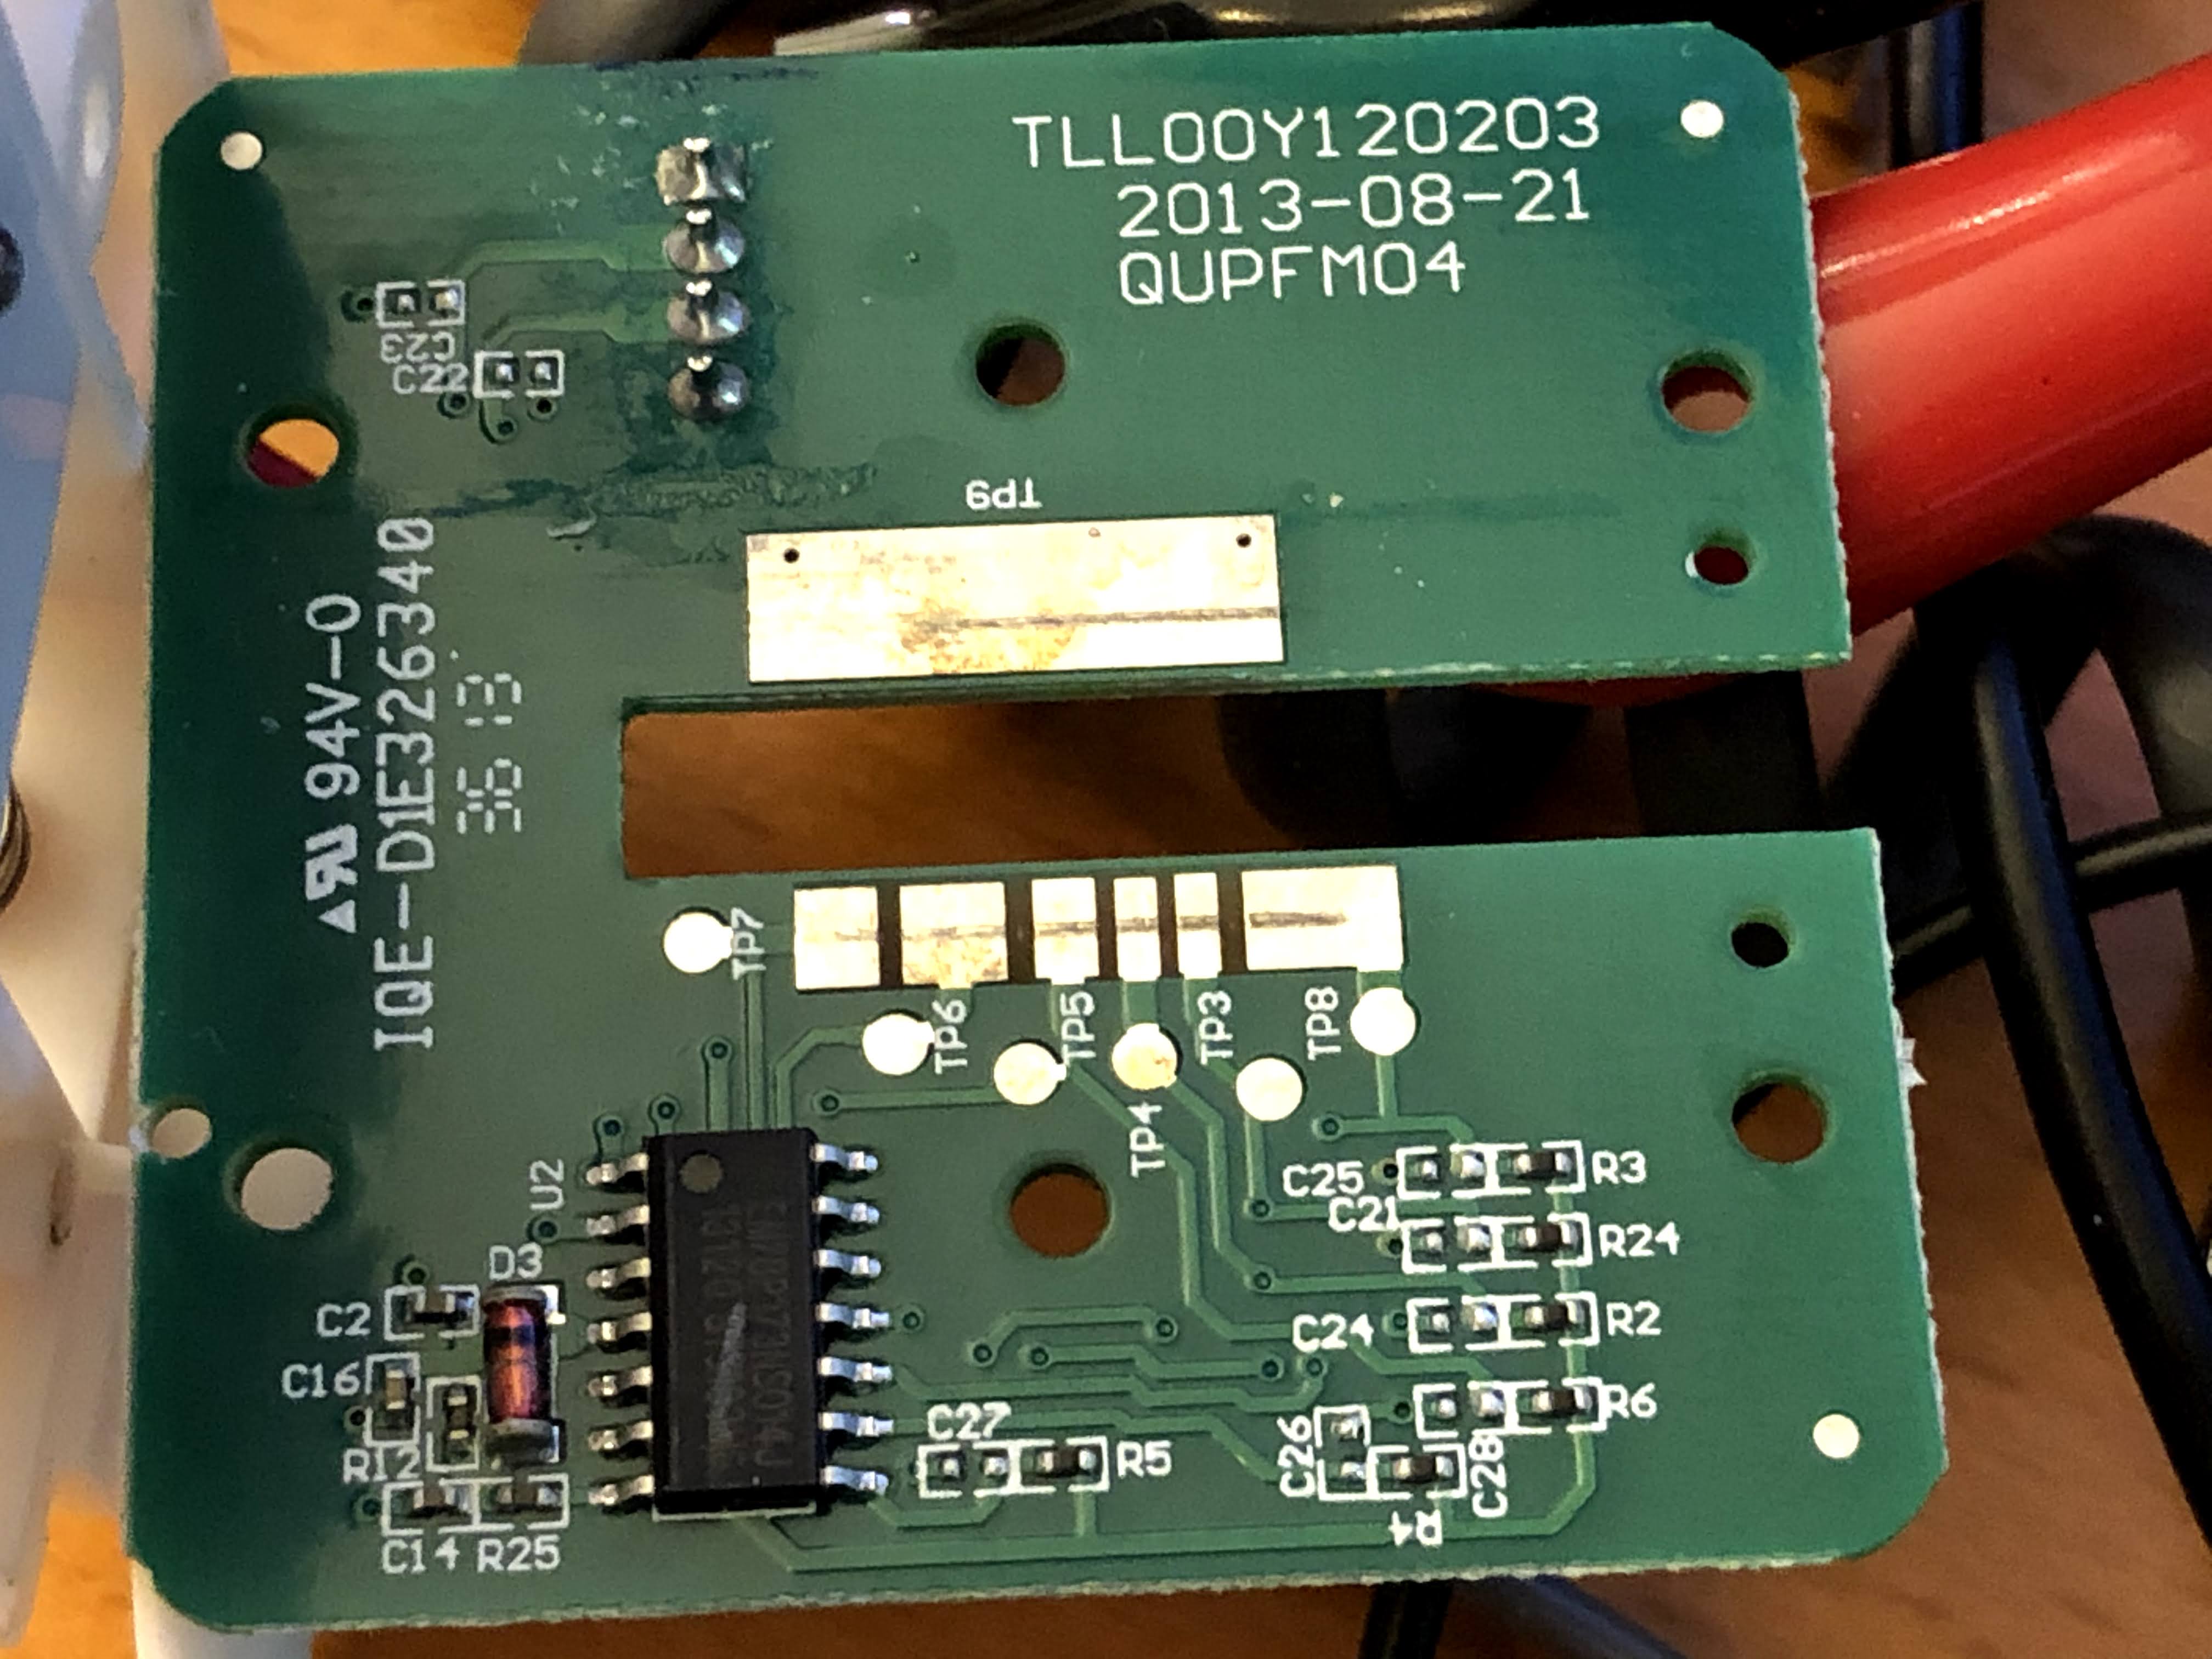 C16
C2
R12
C14
R25
D3
U2
94V-0
IQE-D1E326340
3613
C23
C22
TP7
TP6
TP5
TP4
TP3
TP8
TP9
C27
R5
C26
C24
C25
C21
R4
C28
R6
R2
R24
R3
TLL00Y120203
2013-08-21
QUPFM04